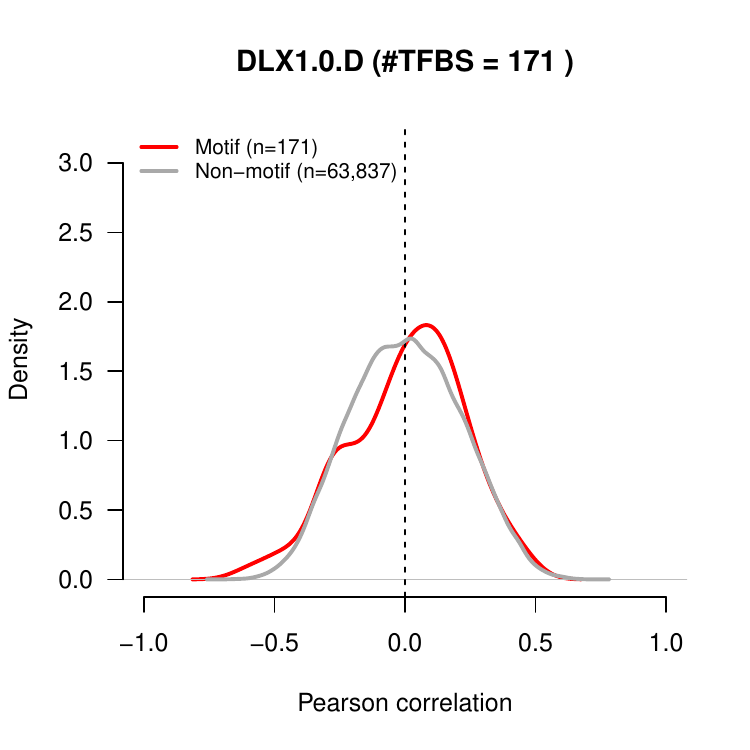 DLX1.0.D (#TFBS = 171 )
Motif (n=171)
Non−motif (n=63,837)
3.0
2.5
2.0
1.5
1.0
0.5
0.0
Density
−1.0
−0.5
0.0
0.5
1.0
Pearson correlation